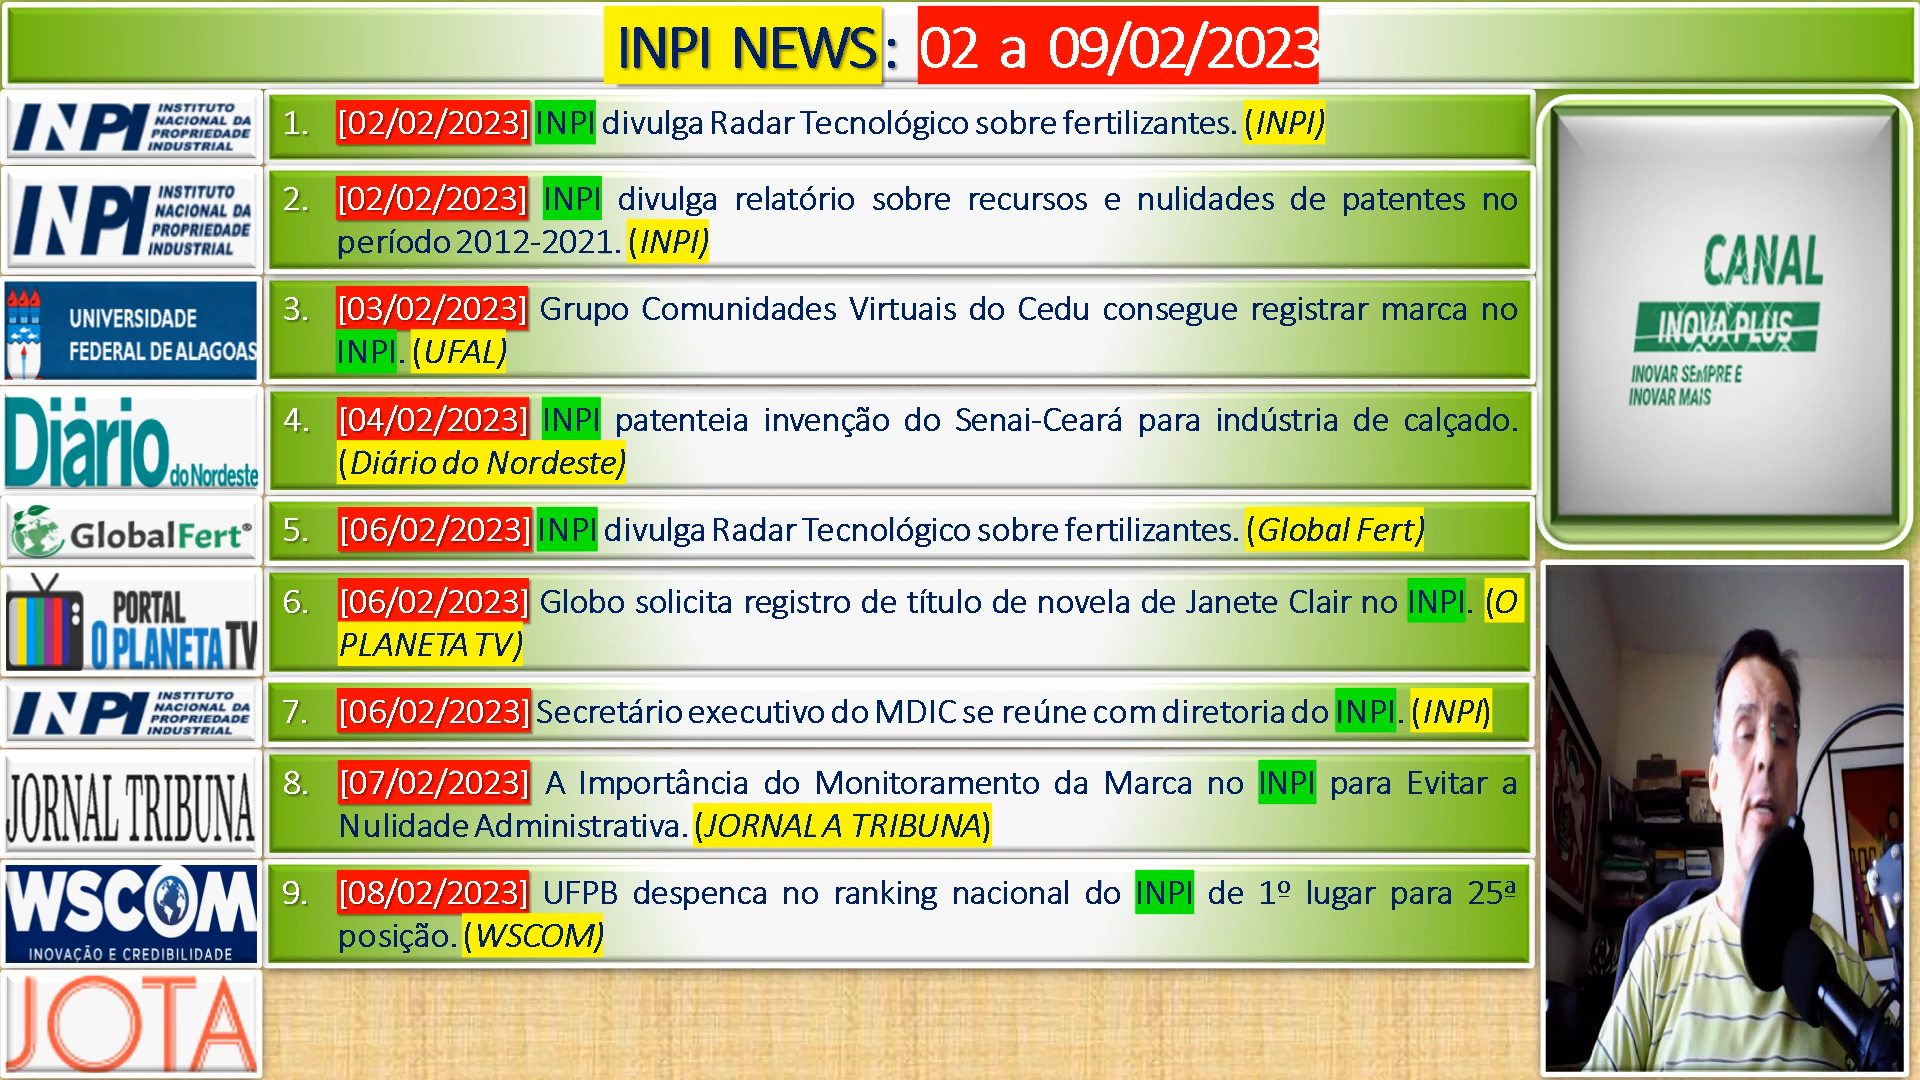 INPI NEWS: 02 a 09/02/2023
INPI INSTITUTO
NACIONAL DA
PROPRIEDADE
INDUSTRIAL
1. [02/02/2023] INPI divulga Radar Tecnológico sobre fertilizantes. (INPI)
INPI INSTITUTO
NACIONAL DA
PROPRIEDADE
INDUSTRIAL
2. [02/02/2023] INPI divulga relatório sobre recursos e nulidades de patentes no
período 2012-2021. (INPI)
UNIVERSIDADE
FEDERAL DE ALAGOAS
3. [03/02/2023] Grupo Comunidades Virtuais do Cedu consegue registrar marca no
INPI. (UFAL)
Diário
do Nordeste
4. [04/02/2023] INPI patenteia invenção do Senai-Ceará para indústria de calçado.
(Diário do Nordeste)
GlobalFert®
5. [06/02/2023] INPI divulga Radar Tecnológico sobre fertilizantes. (Global Fert)
PORTAL
O PLANETA TV
6. [06/02/2023] Globo solicita registro de título de novela de Janete Clair no INPI. (O
PLANETA TV)
INPI INSTITUTO
NACIONAL DA
PROPRIEDADE
INDUSTRIAL
7. [06/02/2023] Secretário executivo do MDIC se reúne com diretoria do INPI. (INPI)
JORNAL TRIBUNA
8. [07/02/2023] A Importância do Monitoramento da Marca no INPI para Evitar a
Nulidade Administrativa. (JORNAL A TRIBUNA)
WSCOM
INOVAÇÃO E CREDIBILIDADE
9. [08/02/2023] UFPB despenca no ranking nacional do INPI de 1º lugar para 25ª
posição. (WSCOM)
JOTA
CANAL
INOVA PLUS
INOVAR SEMPRE E
INOVAR MAIS